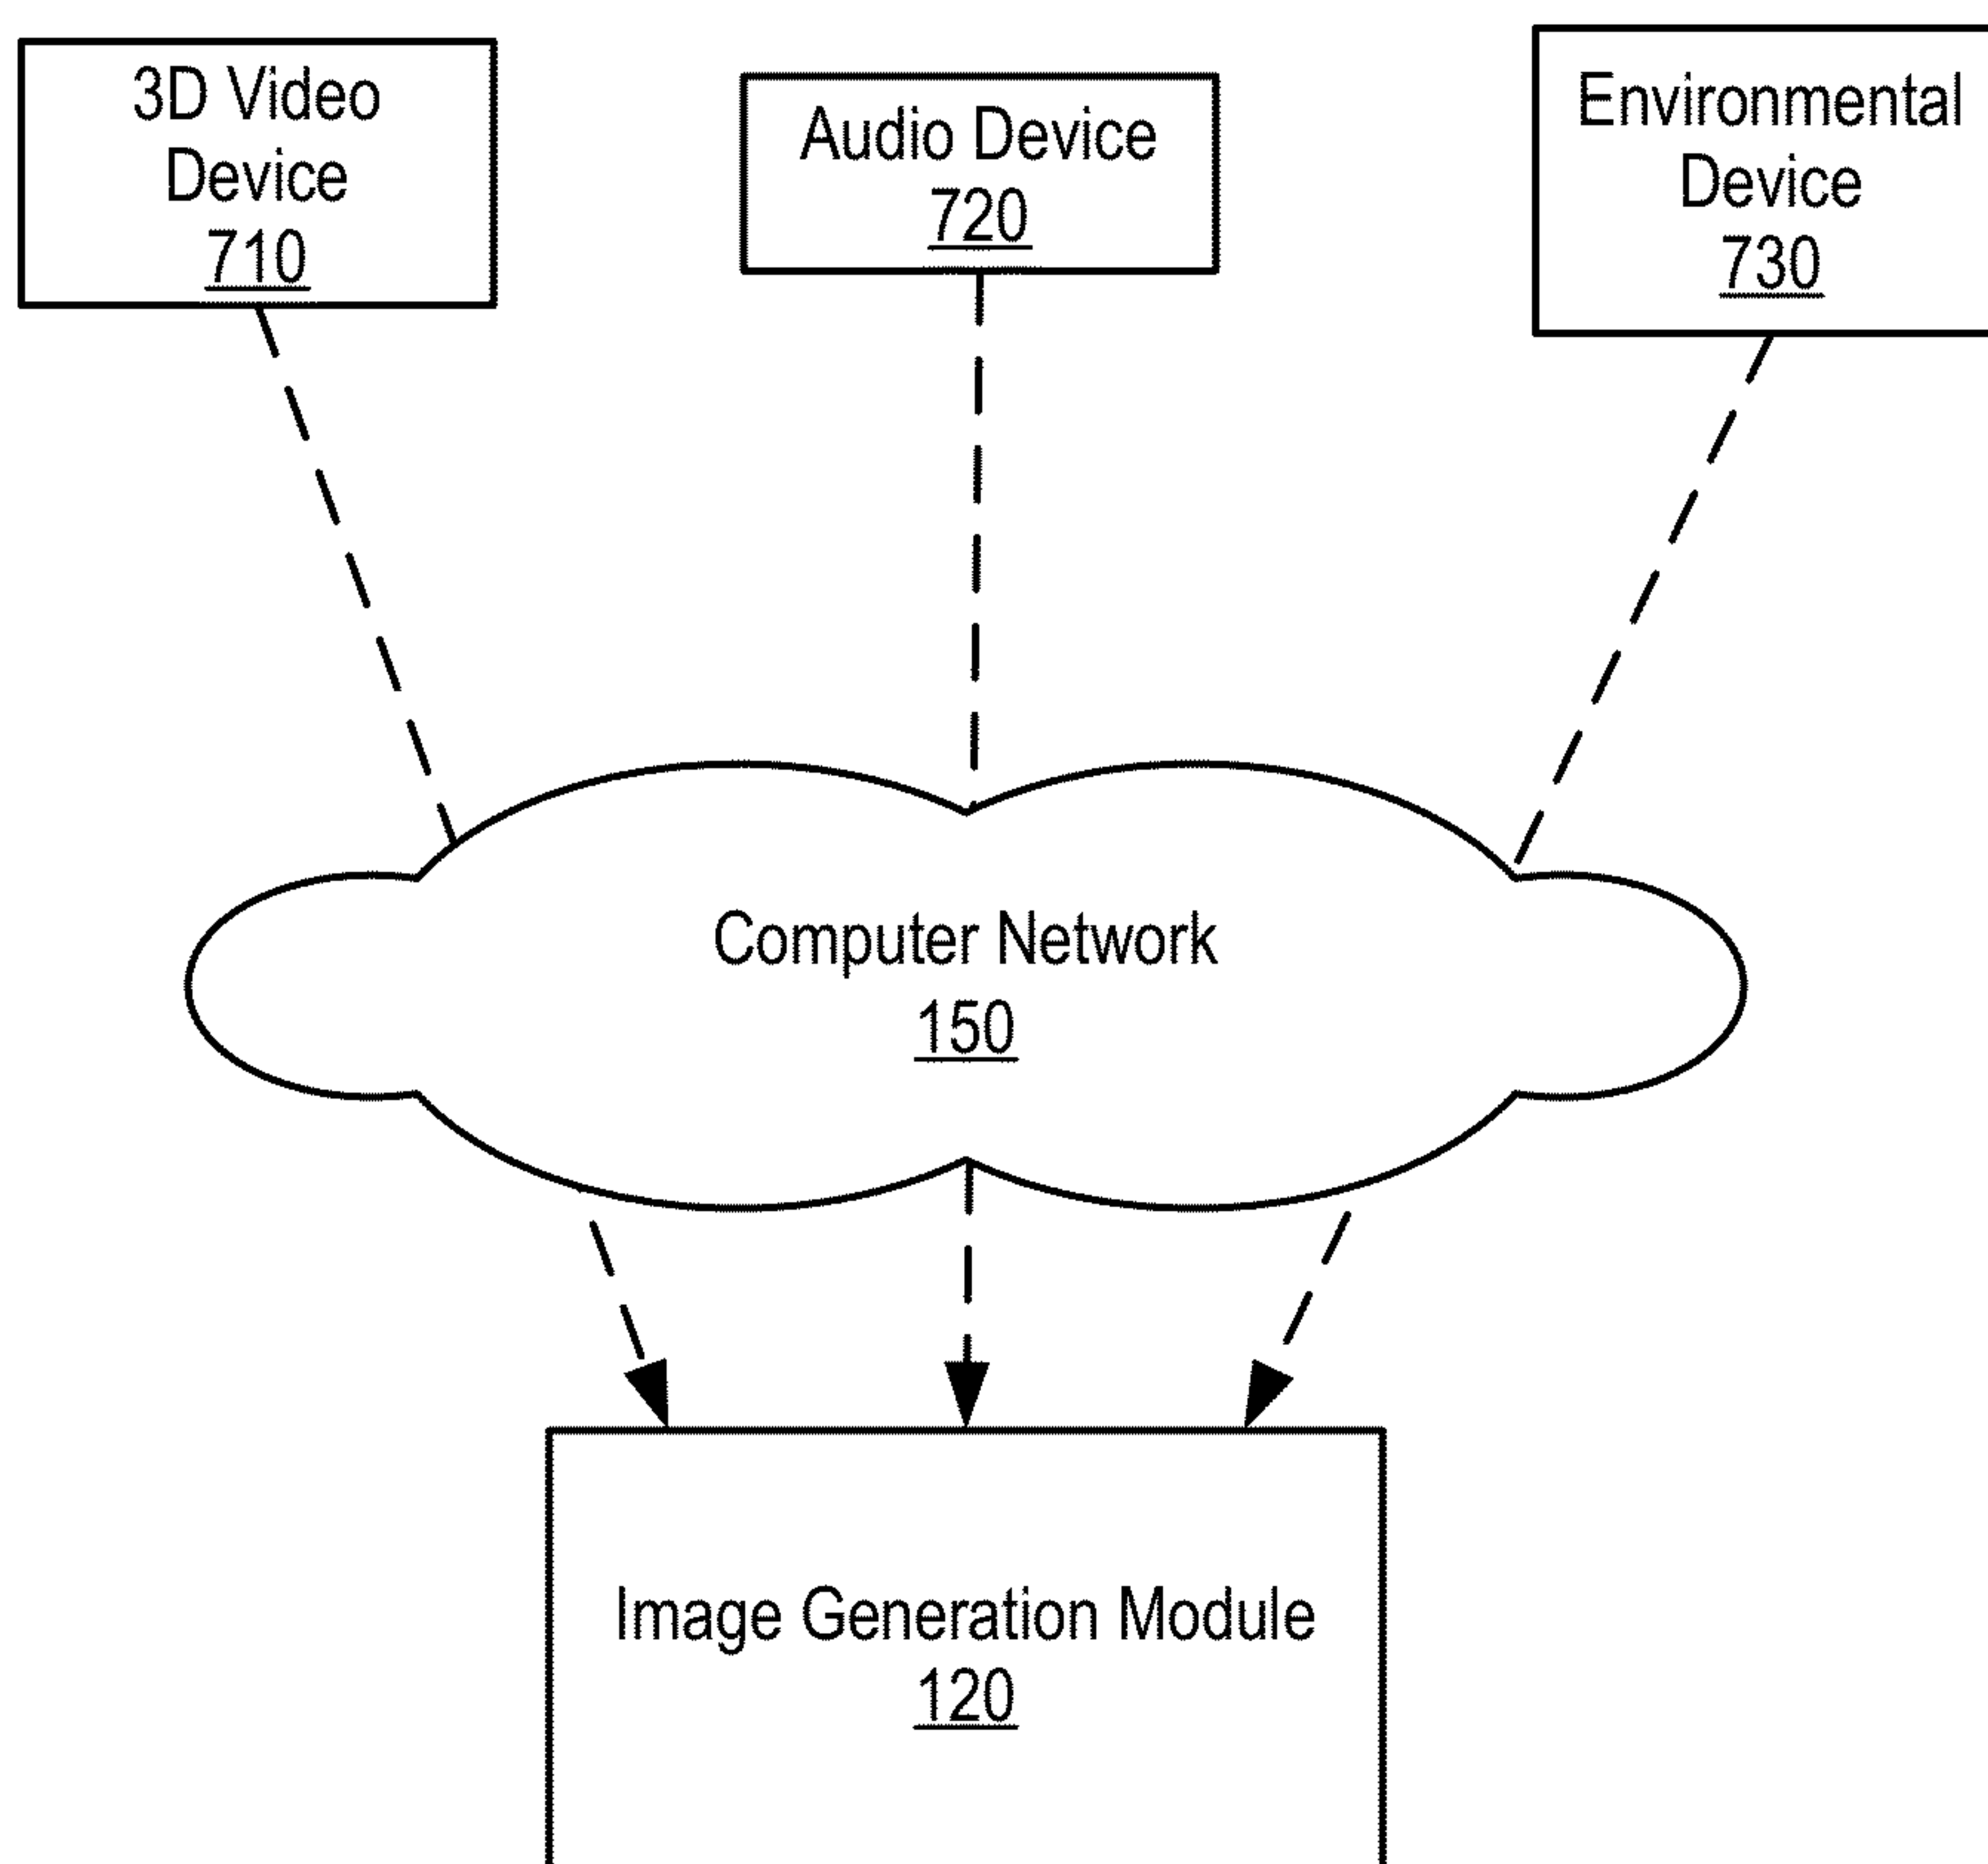 3D Video
Device
710
Audio Device
720
Environmental
Device
730
Computer Network
150
Image Generation Module
120